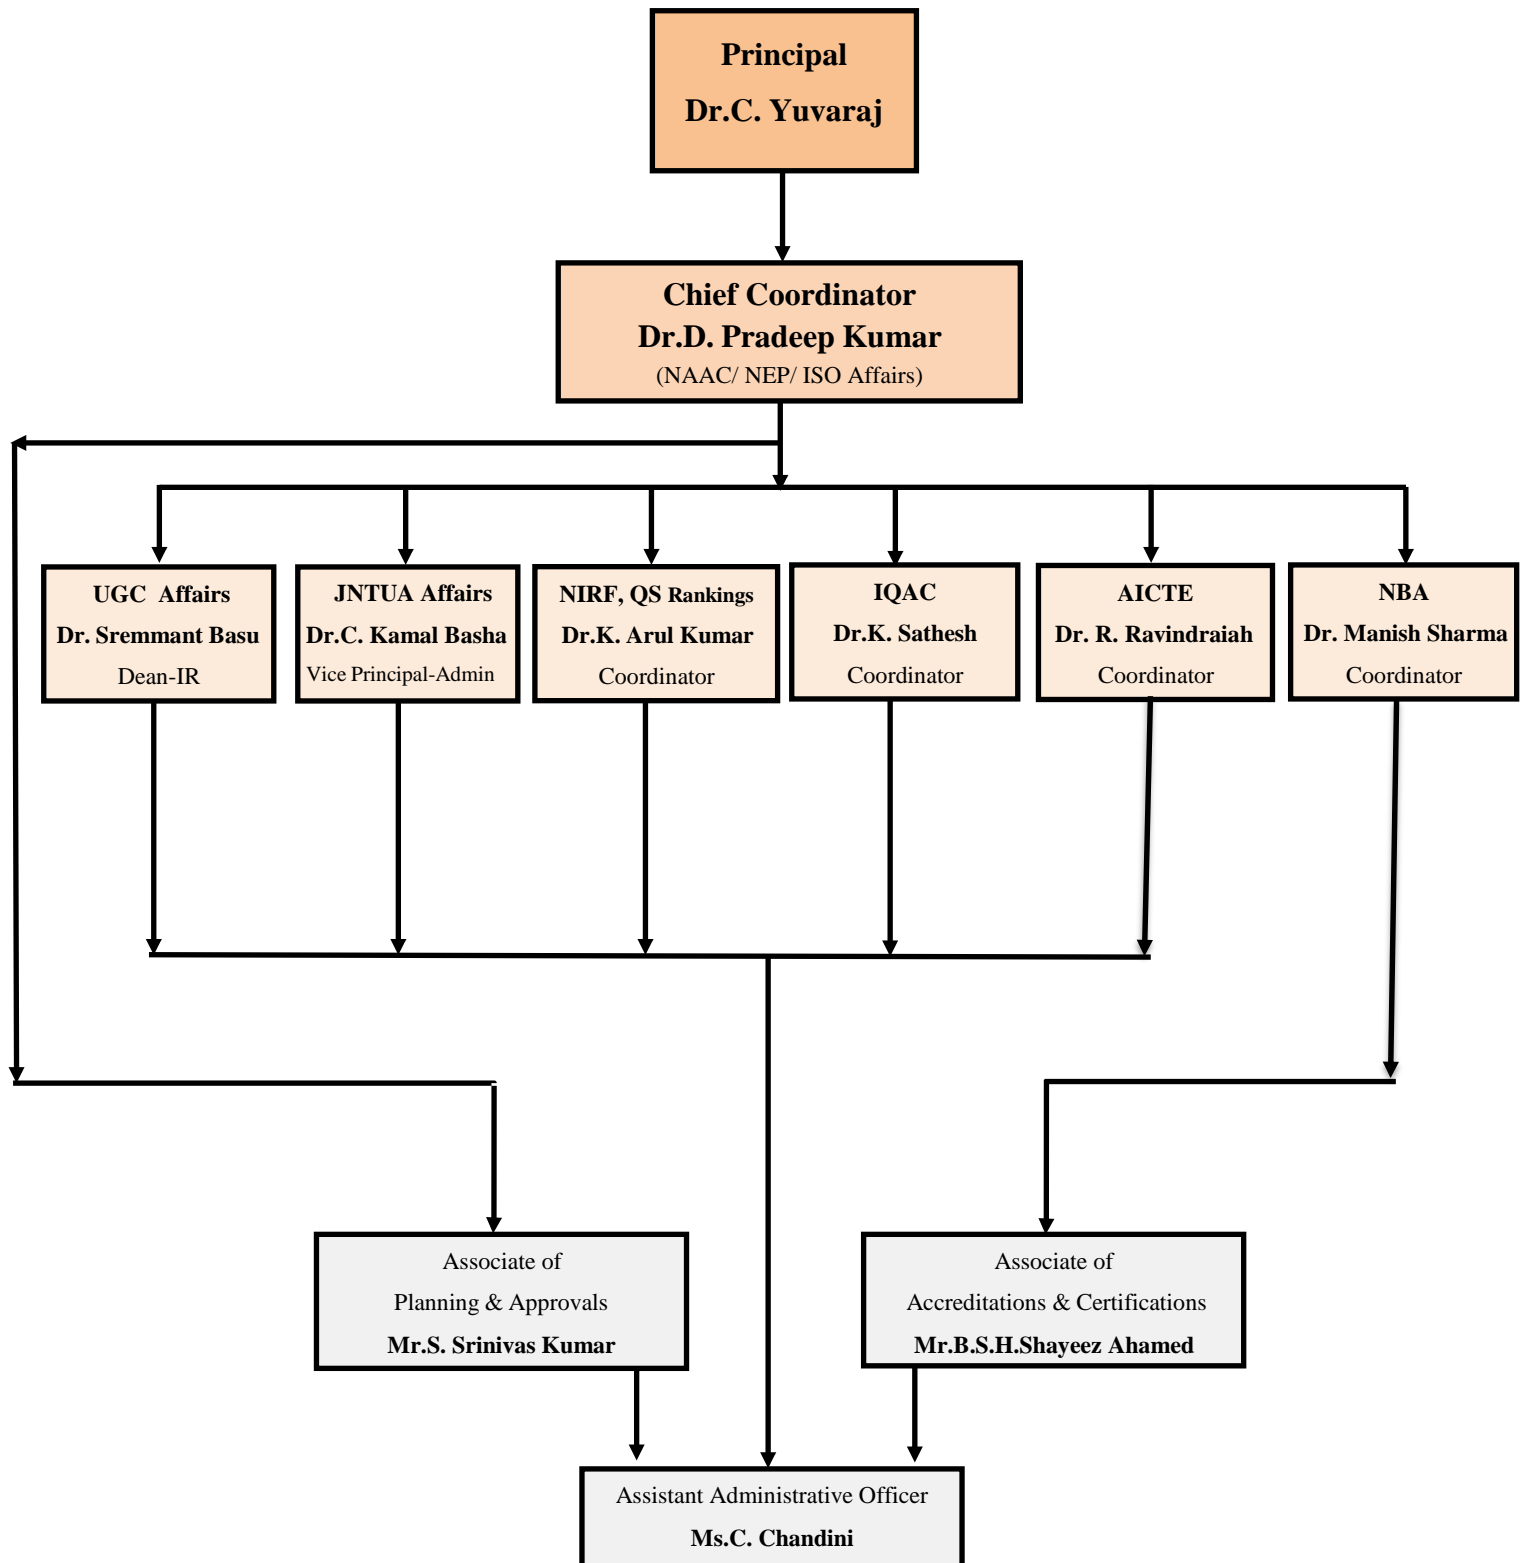 Principal
Dr.C. Yuvaraj
Chief Coordinator
Dr.D. Pradeep Kumar
(NAAC/ NEP/ ISO Affairs)
UGC  Affairs
Dr. Sremmant Basu
Dean-IR
JNTUA Affairs
Dr.C. Kamal Basha
Vice Principal-Admin
NIRF, QS Rankings
Dr.K. Arul Kumar
Coordinator
IQAC
Dr.K. Sathesh
Coordinator
AICTE
Dr. R. Ravindraiah
Coordinator
NBA
Dr. Manish Sharma
Coordinator
Associate of
Planning & Approvals
Mr.S. Srinivas Kumar
Associate of
Accreditations & Certifications
Mr.B.S.H.Shayeez Ahamed
Assistant Administrative Officer
Ms.C. Chandini